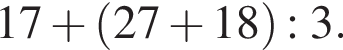 17 + (27 + 18) : 3.